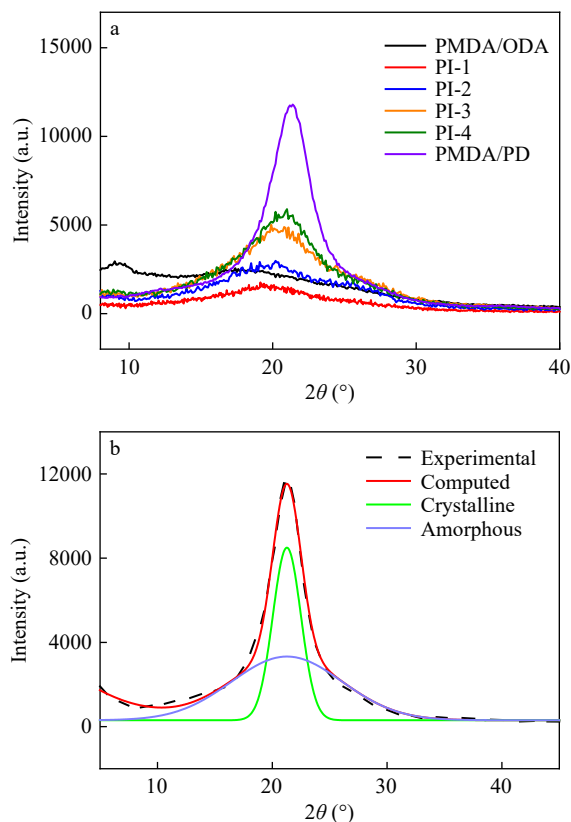 a
15000
10000
5000
0
Intensity (a.u.)
PMDA/ODA
PI-1
PI-2
PI-3
PI-4
PMDA/PD
10 20 30 40
2θ (°)
b
12000
8000
4000
0
Intensity (a.u.)
Experimental
Computed
Crystalline
Amorphous
10 20 30 40
2θ (°)